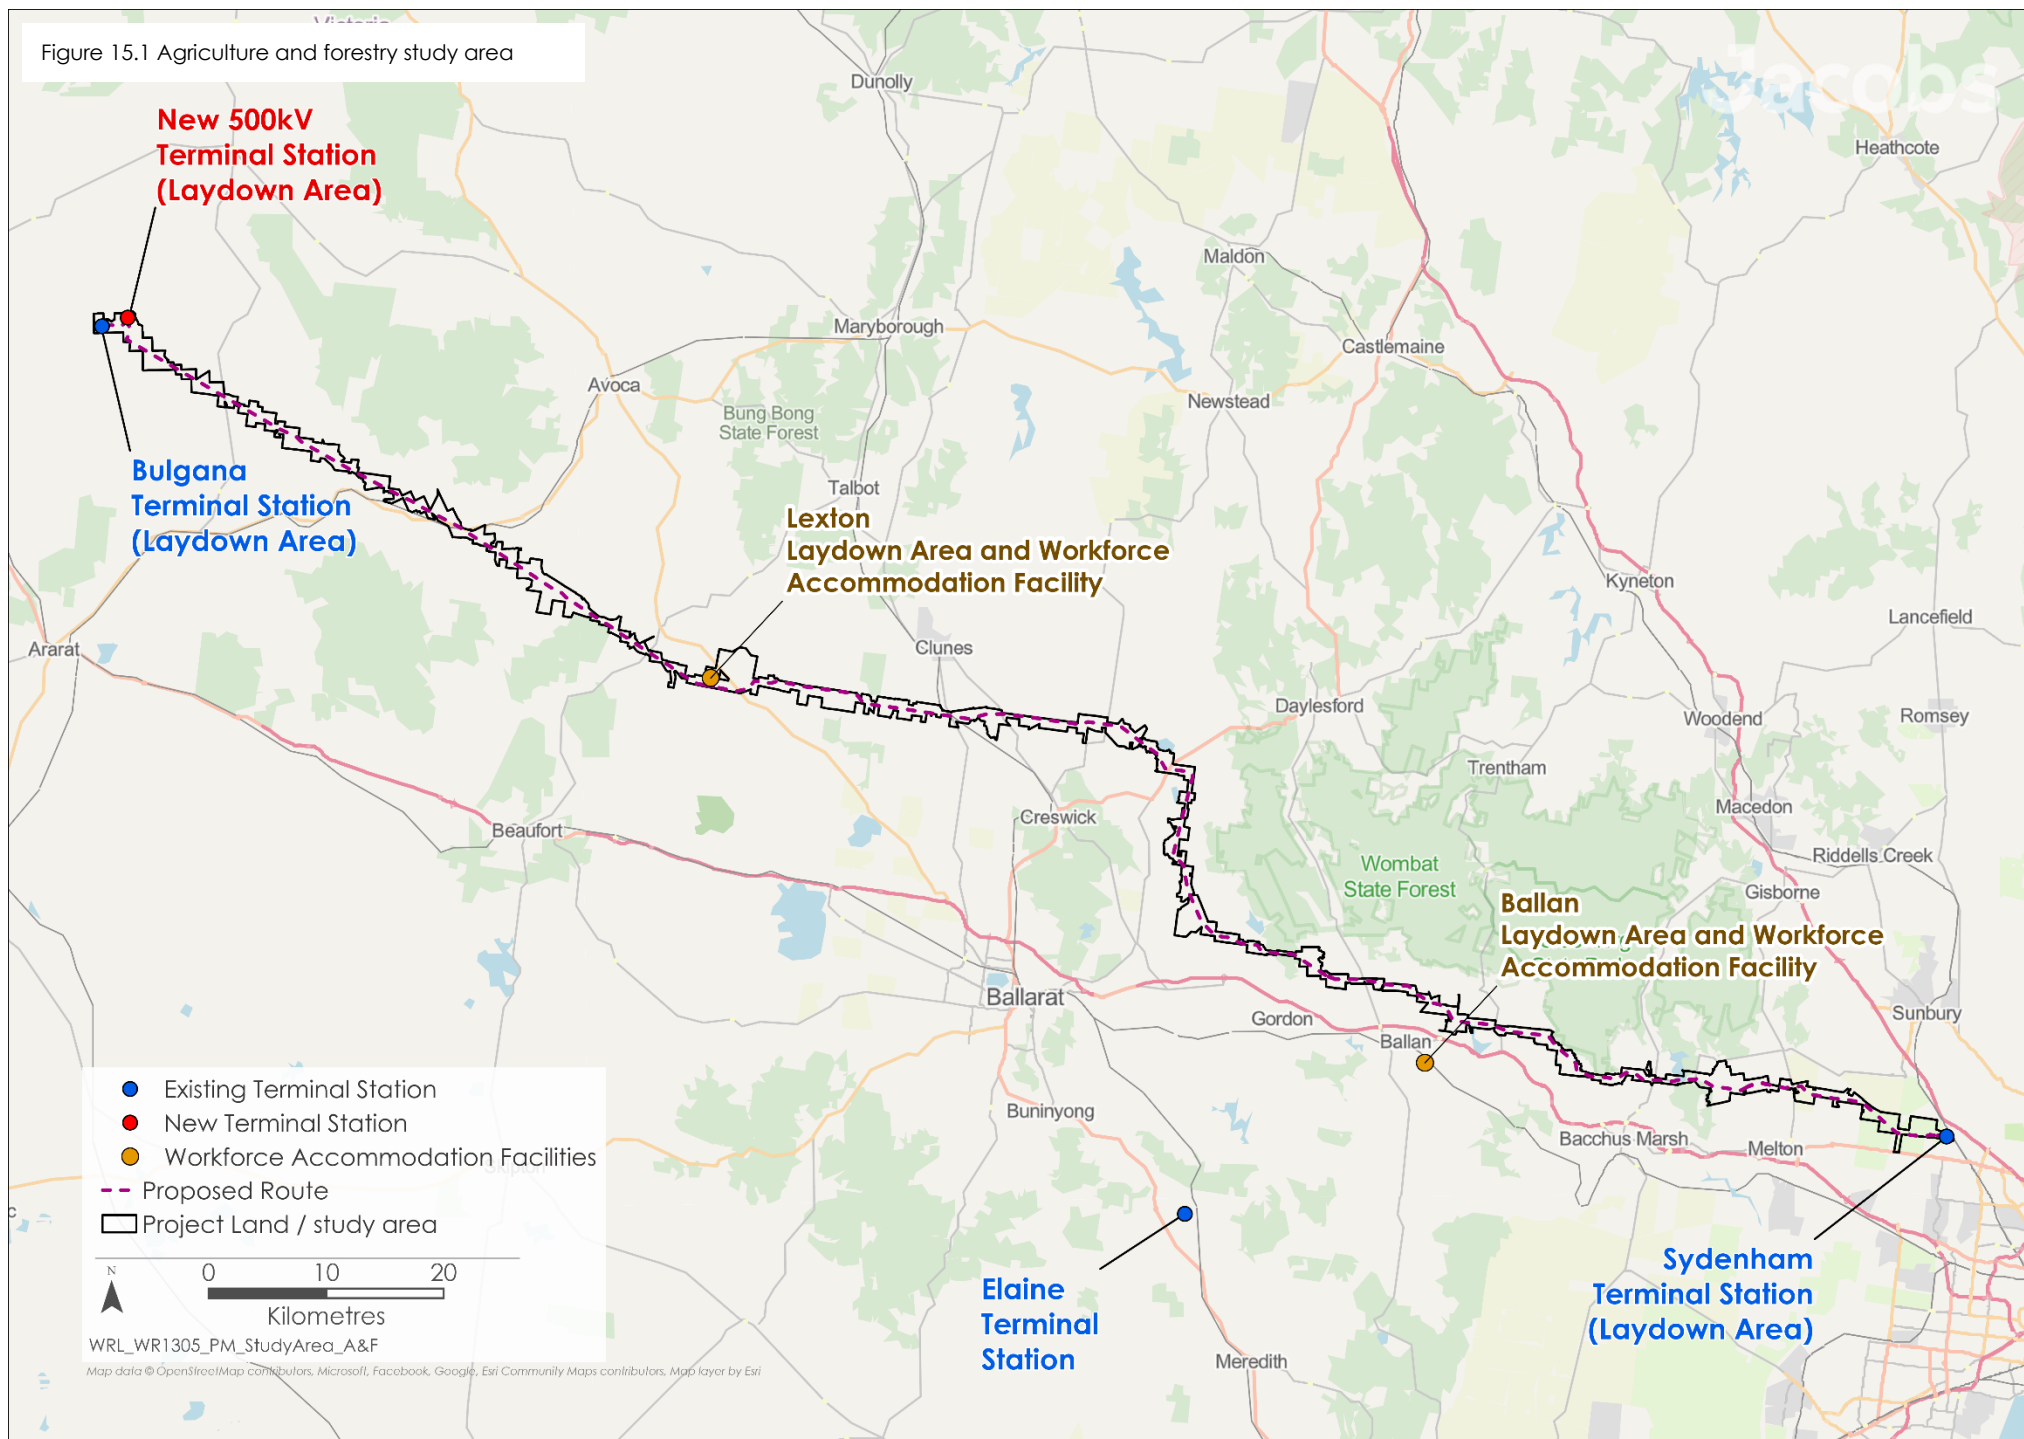 Victoria
Figure 15.1 Agriculture and forestry study area
Jacobs
Dunolly
New 500kV
Terminal Station
(Laydown Area)
Heathcote
Maldon
Maryborough
Castlemaine
Avoca
Newstead
Bung Bong
State Forest
Bulgana
Terminal Station
(Laydown Area)
Talbot
Lexton
Laydown Area and Workforce
Accommodation Facility
Kyneton
Lancefield
Ararat
Clunes
Daylesford
Woodend
Romsey
Trentham
Macedon
Creswick
Beaufort
Riddells Creek
Wombat
State Forest
Gisborne
Ballan
Laydown Area and Workforce
Accommodation Facility
Ballarat
Gordon
Sunbury
Ballan
Buninyong
Bacchus Marsh
Melton
Existing Terminal Station
New Terminal Station
Workforce Accommodation Facilities
Proposed Route
Project Land / study area
N
0 10 20
Kilometres
WRL_WR1305_PM_StudyArea_A&F
Map data © OpenStreetMap contributors, Microsoft, Facebook, Google, Esri Community Maps contributors, Map layer by Esri
Elaine
Terminal
Station
Sydenham
Terminal Station
(Laydown Area)
Meredith